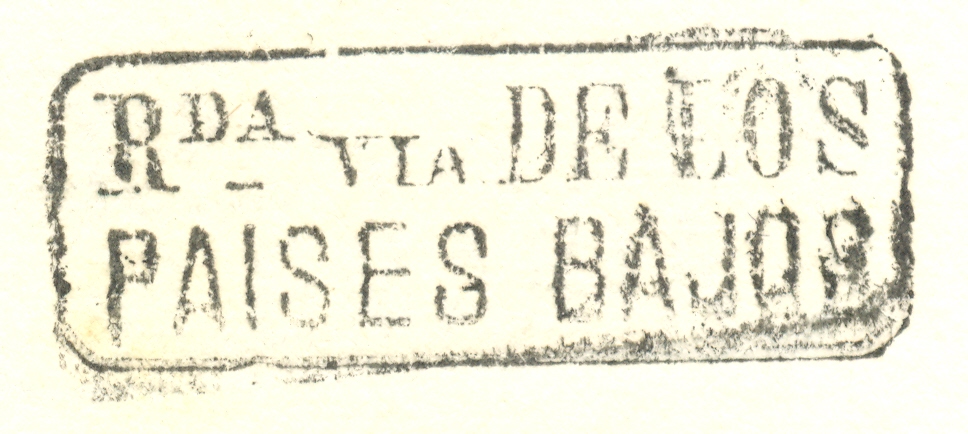 RDA VIA DE LOS
PAISES BAJOS